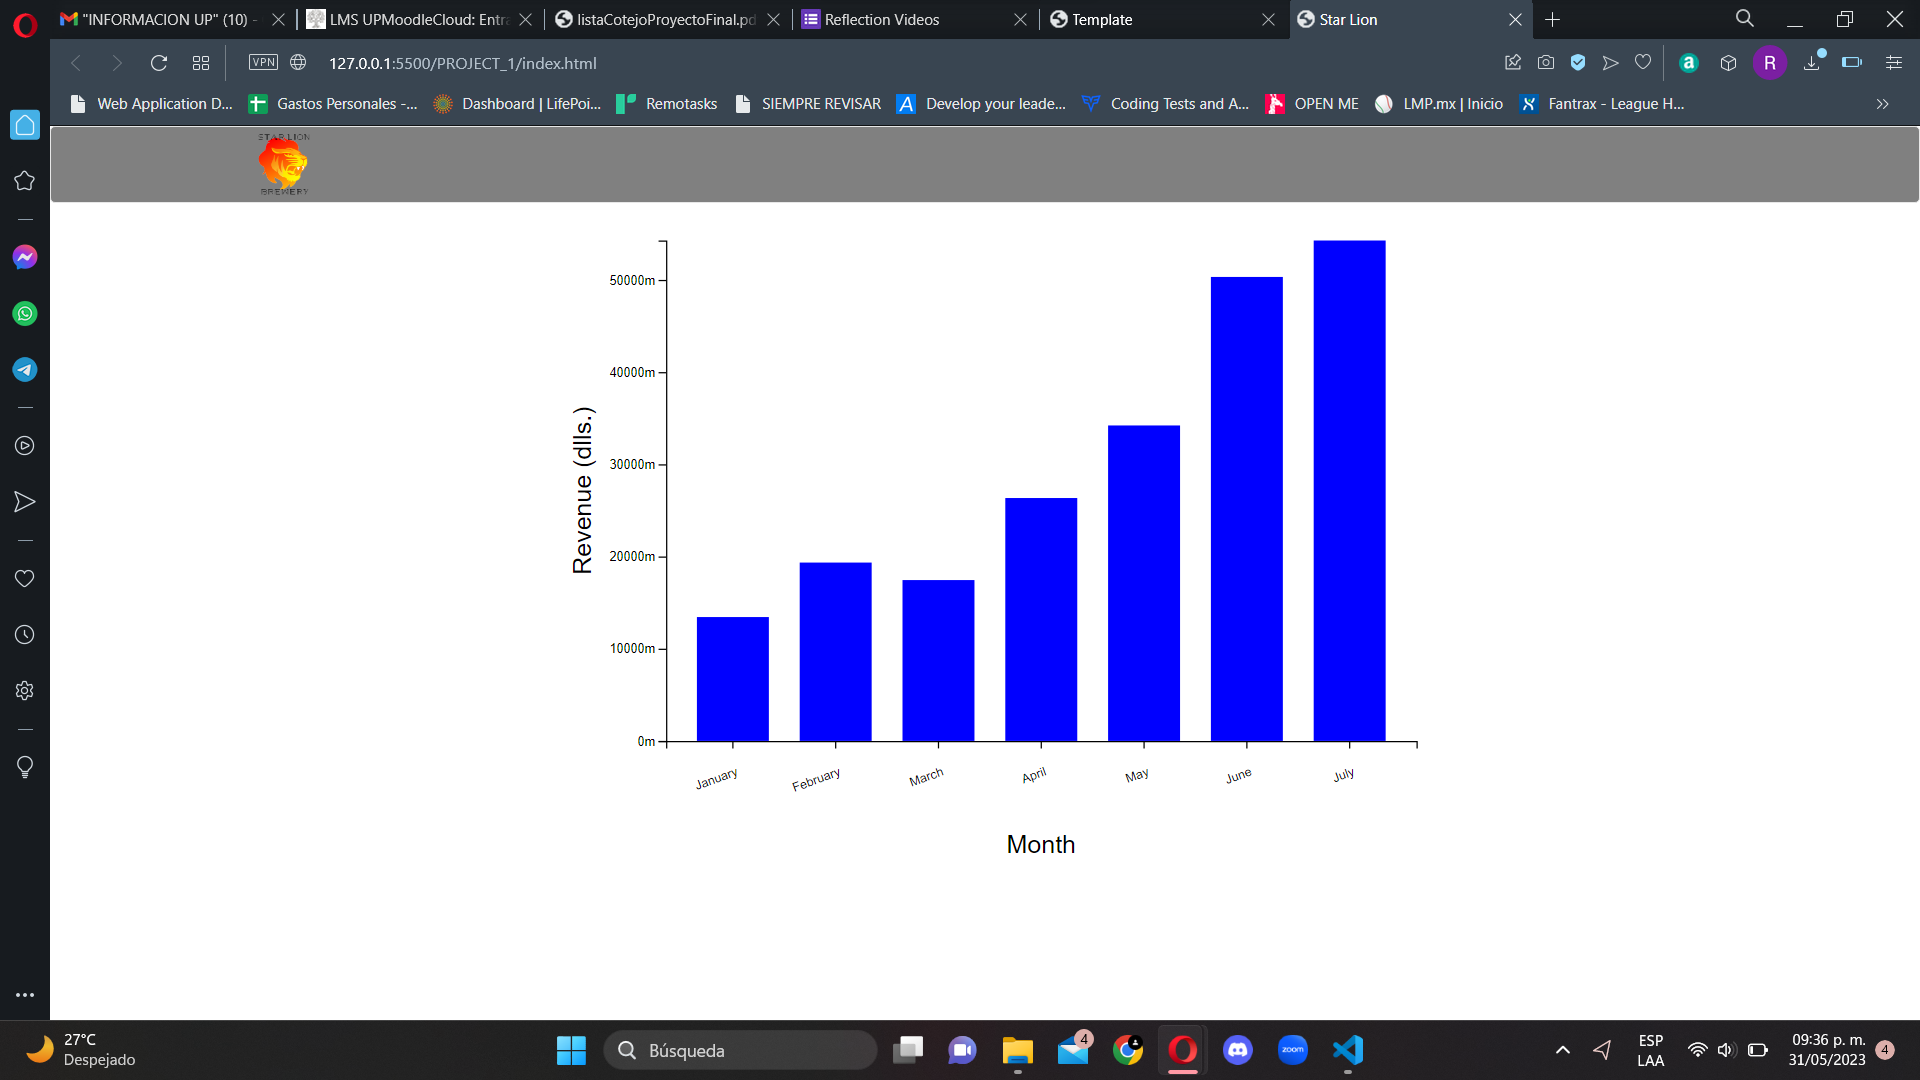 "INFORMACION UP" (10) -
LMS UPMoodleCloud: Entra
listaCotejoProyectoFinal.pd
Reflection Videos
Template
Star Lion
VPN
127.0.0.1:5500/PROJECT_1/index.html
R
Web Application D...
Gastos Personales -...
Dashboard | LifePoi...
Remotasks
SIEMPRE REVISAR
Develop your leade...
Coding Tests and A...
OPEN ME
LMP.mx | Inicio
Fantrax - League H...
STAR LION
BREWERY
50000m
40000m
30000m
20000m
10000m
0m
Revenue (dlls.)
January
February
March
April
May
June
July
Month
27°C
Despejado
Búsqueda
4
zoom
ESP
LAA
09:36 p. m.
31/05/2023
4